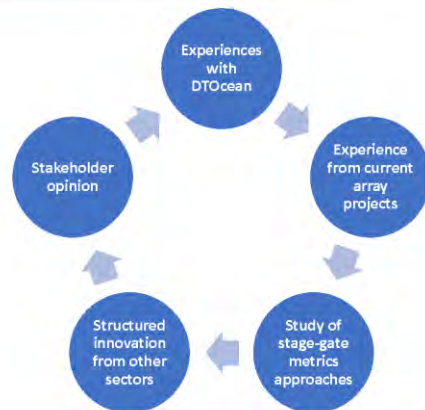 Experiences
with
DTOcean
Experience
from current
array
projects
Study of
stage-gate
metrics
approaches
Structured
innovation
from other
sectors
Stakeholder
opinion